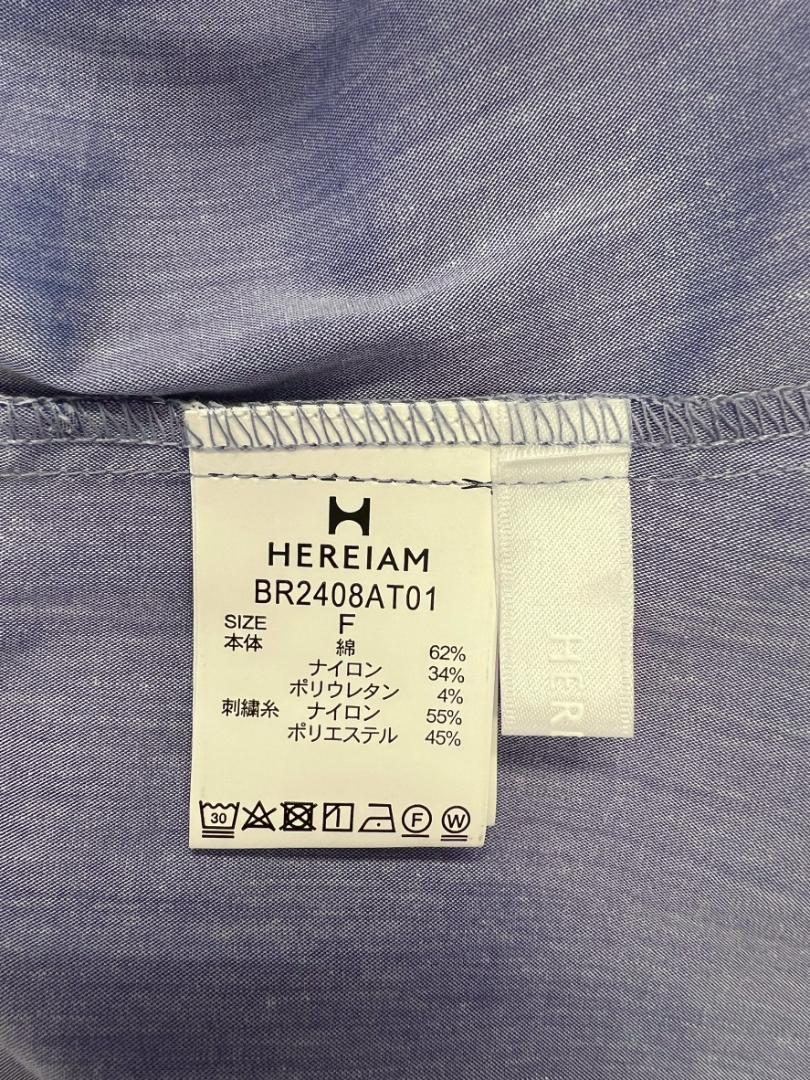 HEREIAM
BR2408AT01
SIZE F
本体 綿 62%
ナイロン 34%
ポリウレタン 4%
刺繍糸 ナイロン 55%
ポリエステル 45%
30 F W
HERI